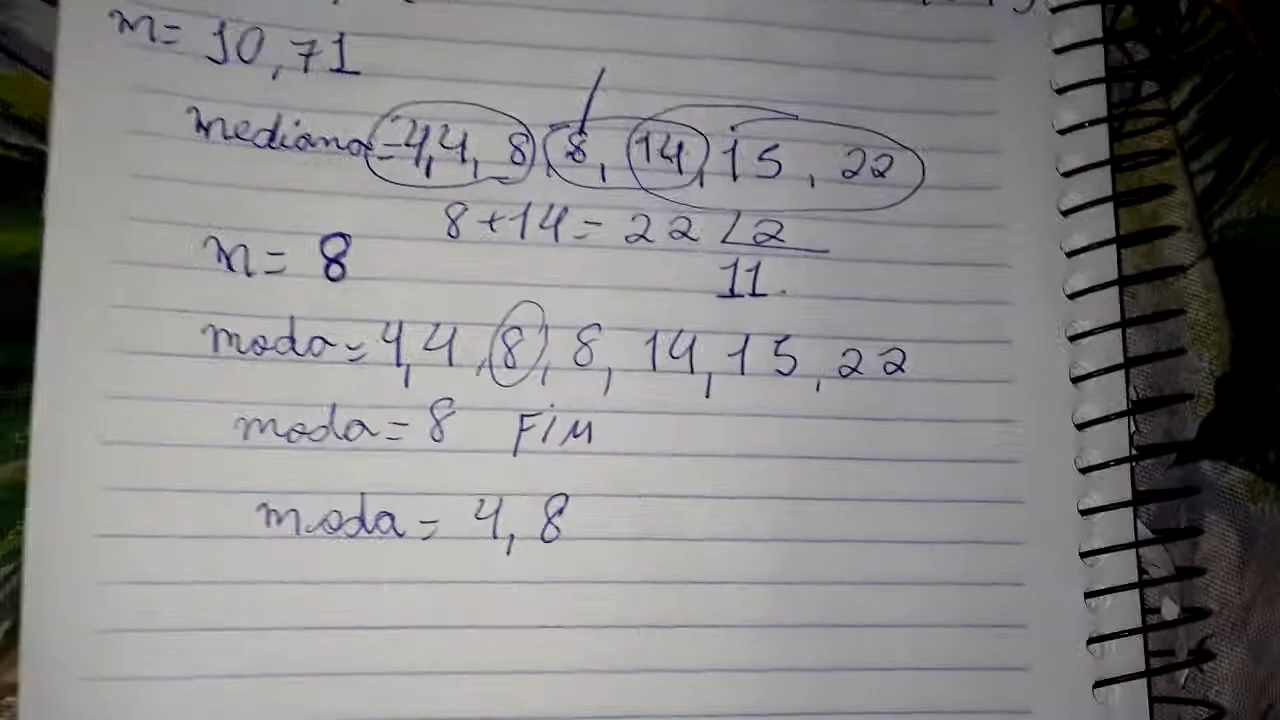 m= 10,71
mediana=4,4, 8, 8, 14, 15, 22
8+14= 22 2
m= 8
11.
moda=4,4, 8, 8, 14, 15, 22
moda=8 FIM
moda= 4, 8